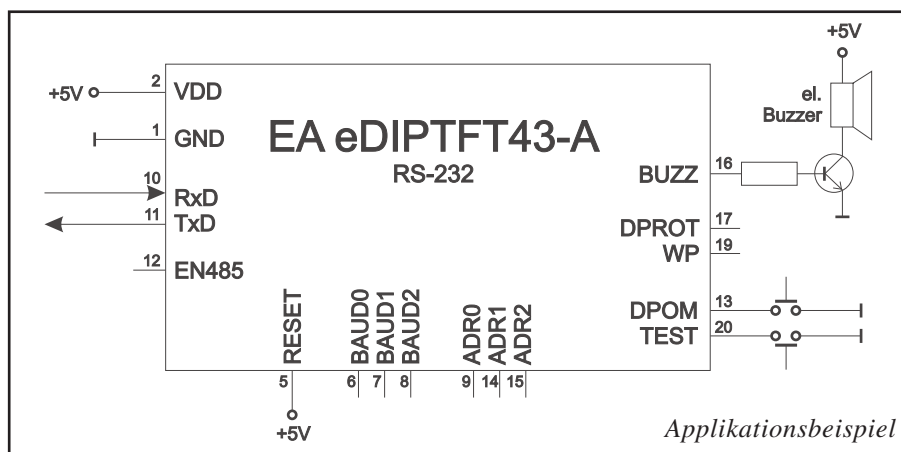 +5V
2
VDD
+5V
el.
Buzzer
1
GND
EA eDIPTFT43-A
RS-232
10
RxD
16
BUZZ
11
TxD
17
DPROT
19
WP
12
EN485
13
DPOM
20
TEST
RESET
BAUD0
BAUD1
BAUD2
ADR0
ADR1
ADR2
5
6
7
8
9
14
15
+5V
Applikationsbeispiel